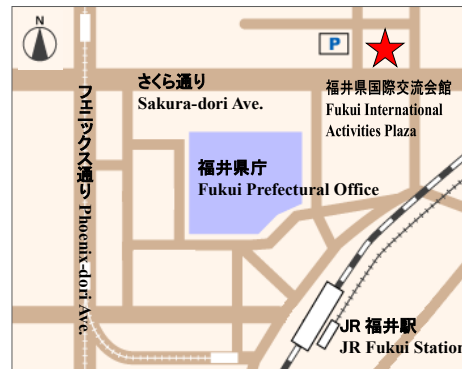 N
P
さくら通り
Sakura-dori Ave.
福井県国際交流会館
Fukui International
Activities Plaza
フェニックス通り Phoenix-dori Ave.
福井県庁
Fukui Prefectural Office
JR 福井駅
JR Fukui Station